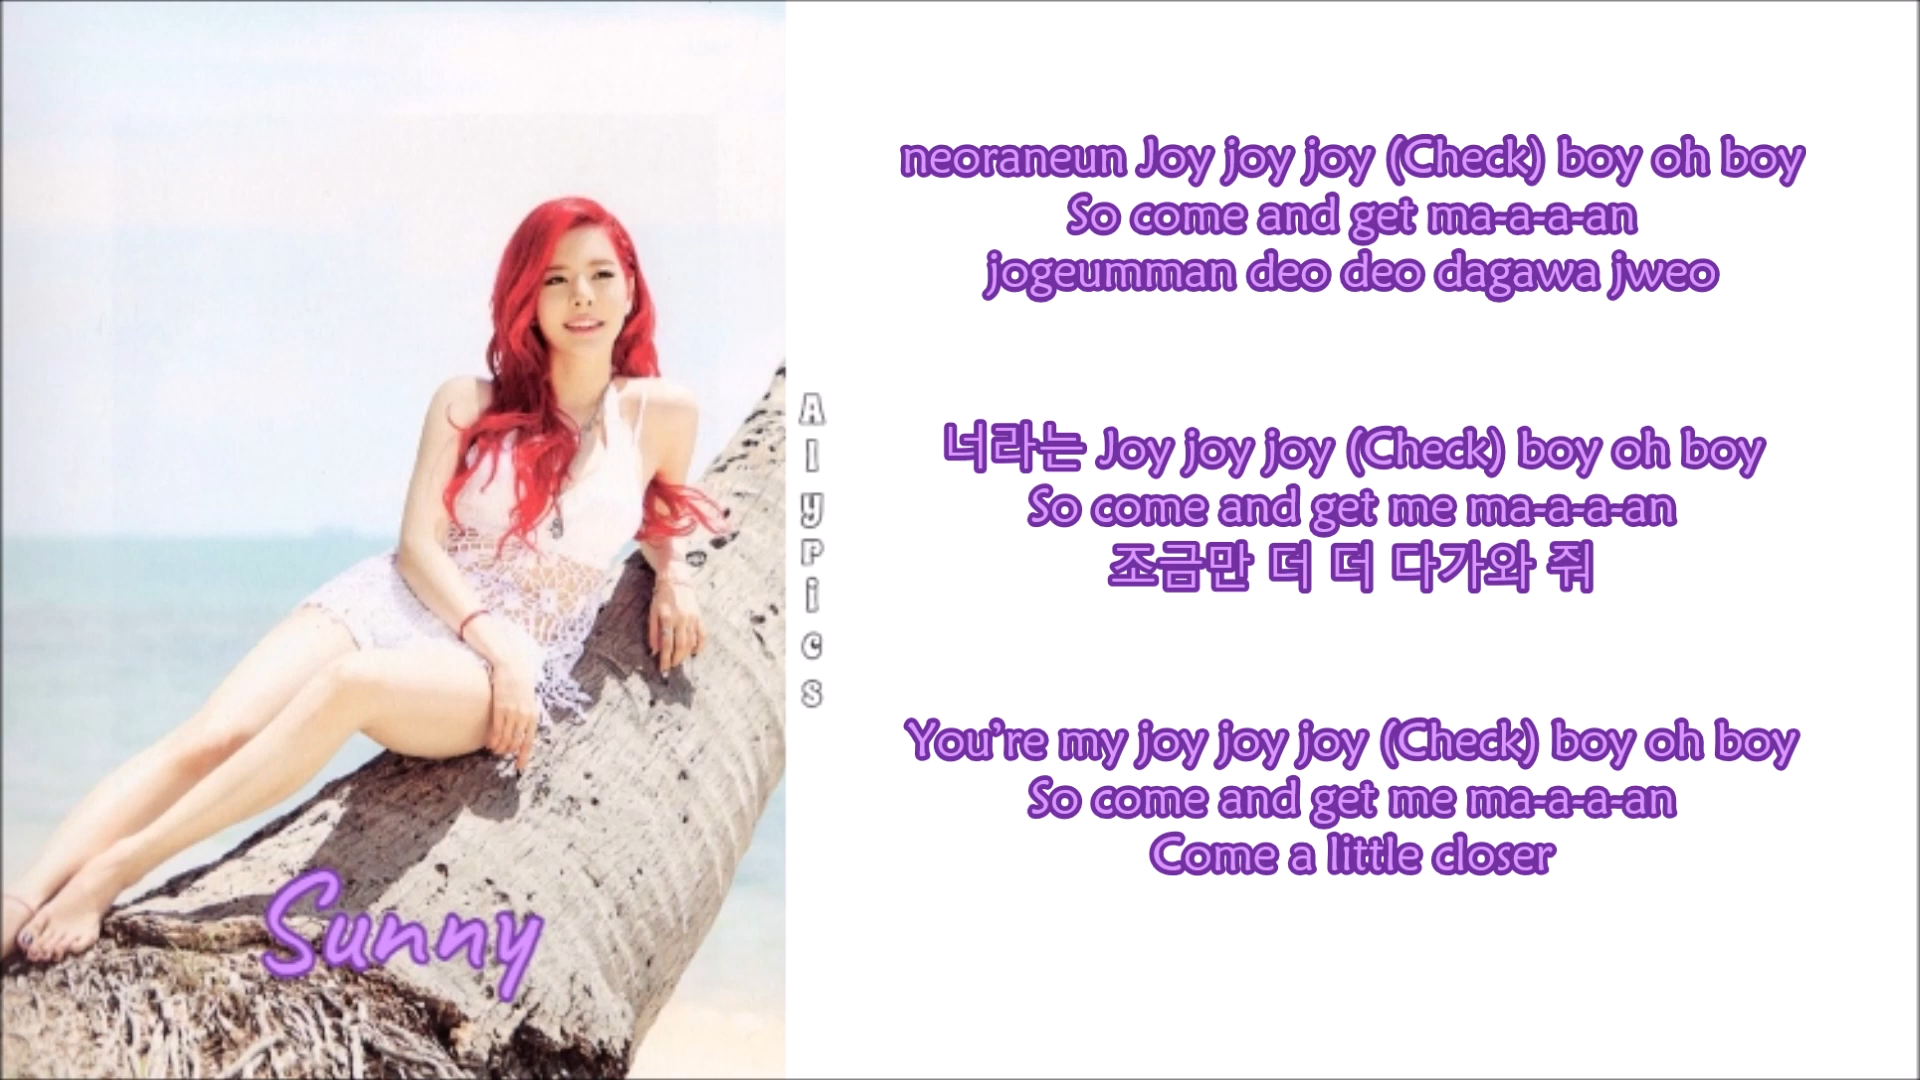 neoraneun Joy joy joy (Check) boy oh boy
So come and get ma-a-a-an
jogeumman deo deo dagawa jweo
너라는 Joy joy joy (Check) boy oh boy
So come and get me ma-a-a-an
조금만 더 더 다가와 줘
You're my joy joy joy (Check) boy oh boy
So come and get me ma-a-a-an
Come a little closer
AlyPics
Sunny